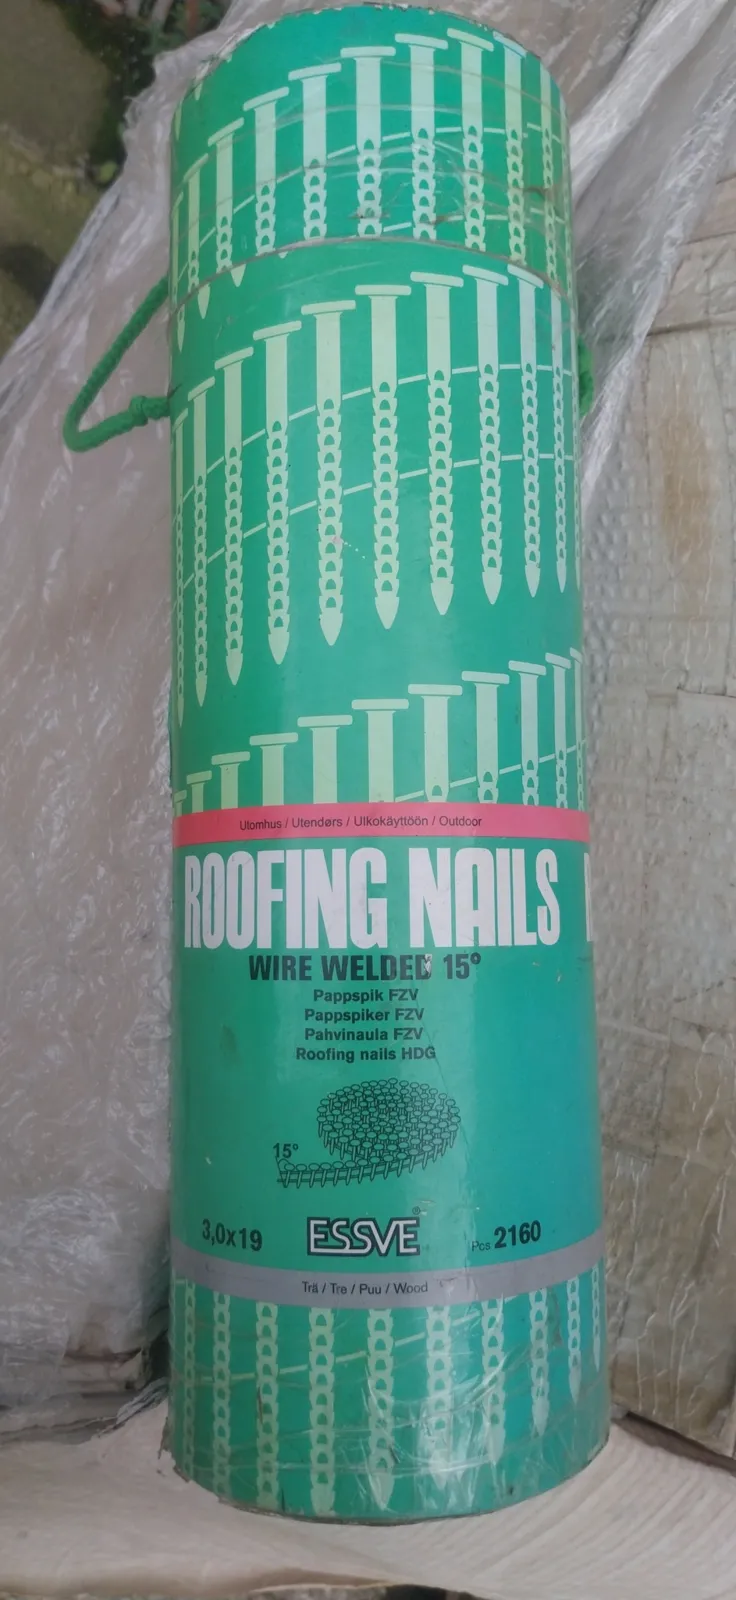 Utomhus / Utendørs / Ulkokäyttöön / Outdoor
ROOFING NAILS
WIRE WELDED 15°
Pappspik FZV
Pappspiker FZV
Pahvinaula FZV
Roofing nails HDG
15°
3,0x19 ESSVE® Pcs 2160
Trä / Tre / Puu / Wood